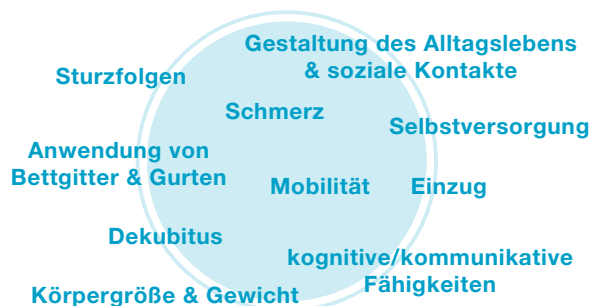 Gestaltung des Alltagslebens
& soziale Kontakte
Sturzfolgen
Schmerz
Selbstversorgung
Anwendung von
Bettgitter & Gurten
Mobilität
Einzug
Dekubitus
kognitive/kommunikative
Fähigkeiten
Körpergröße & Gewicht